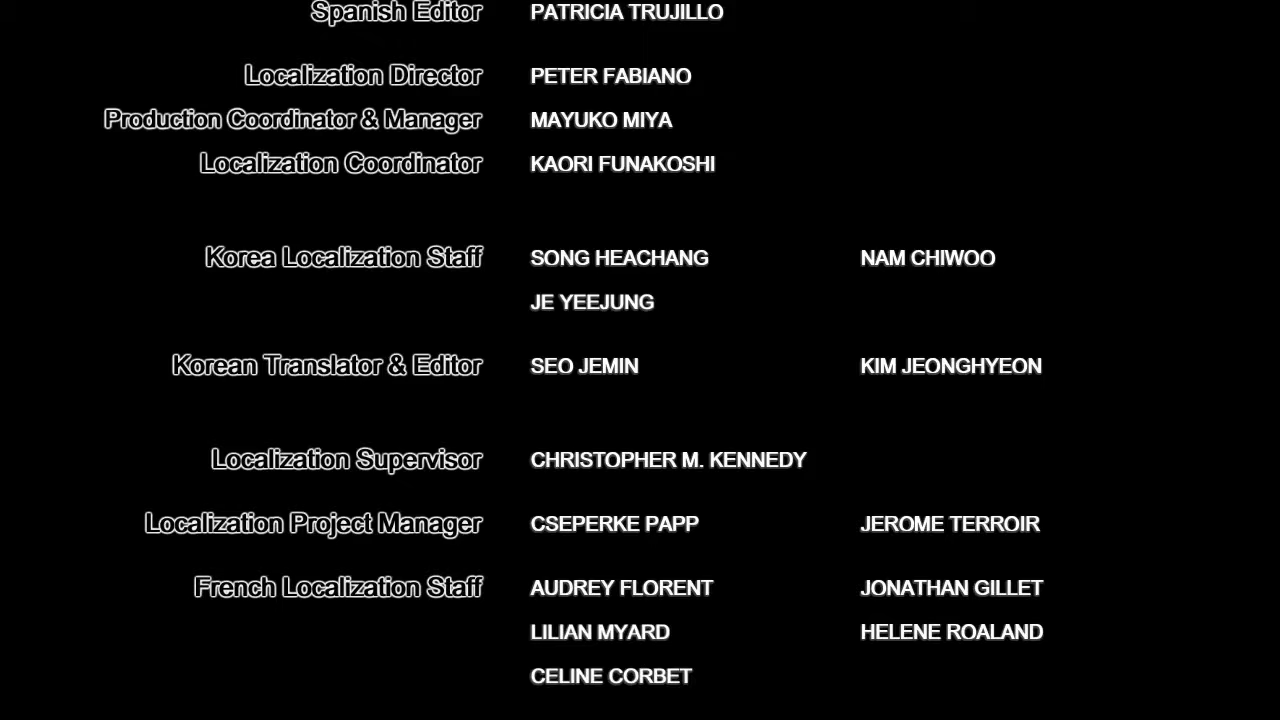 Spanish Editor PATRICIA TRUJILLO
Localization Director PETER FABIANO
Production Coordinator & Manager MAYUKO MIYA
Localization Coordinator KAORI FUNAKOSHI
Korea Localization Staff SONG HEACHANG NAM CHIWOO
JE YEEJUNG
Korean Translator & Editor SEO JEMIN KIM JEONGHYEON
Localization Supervisor CHRISTOPHER M. KENNEDY
Localization Project Manager CSEPERKE PAPP JEROME TERROIR
French Localization Staff AUDREY FLORENT JONATHAN GILLET
LILIAN MYARD HELENE ROALAND
CELINE CORBET